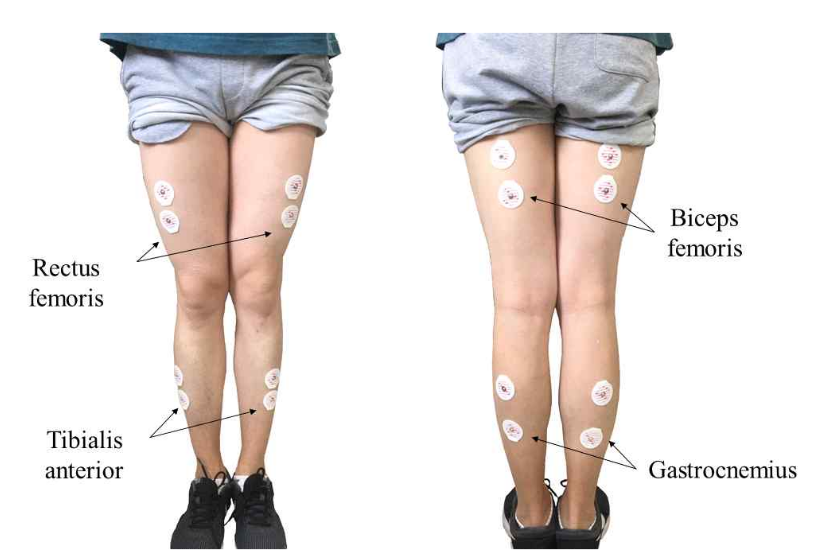 Rectus
femoris
Biceps
femoris
Tibialis
anterior
Gastrocnemius